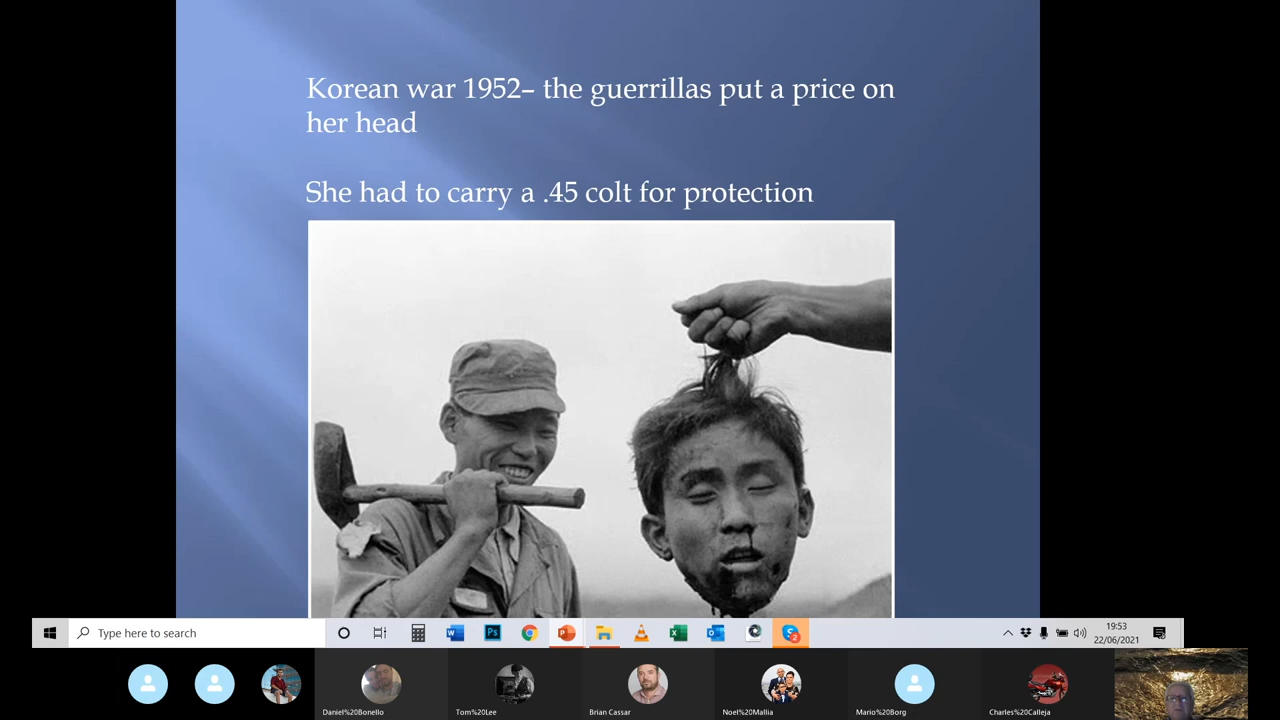 Korean war 1952– the guerrillas put a price on
her head
She had to carry a .45 colt for protection
Type here to search
19:53
22/06/2021
2
Daniel%20Bonello
Tom%20Lee
Brian Cassar
Noel%20Mallia
Mario%20Borg
Charles%20Calleja